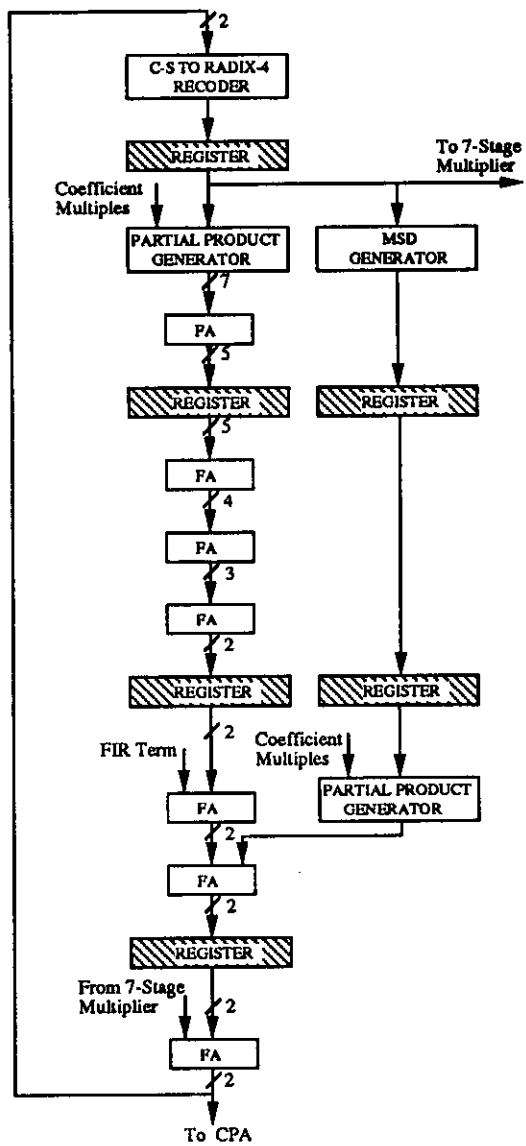 2
C-S TO RADIX-4
RECODER
REGISTER
To 7-Stage
Multiplier
Coefficient
Multiples
PARTIAL PRODUCT
GENERATOR
MSD
GENERATOR
7
FA
5
REGISTER
REGISTER
5
FA
4
FA
3
FA
2
REGISTER
REGISTER
2
FIR Term
Coefficient
Multiples
FA
PARTIAL PRODUCT
GENERATOR
2
FA
2
REGISTER
From 7-Stage
Multiplier
2
FA
2
To CPA